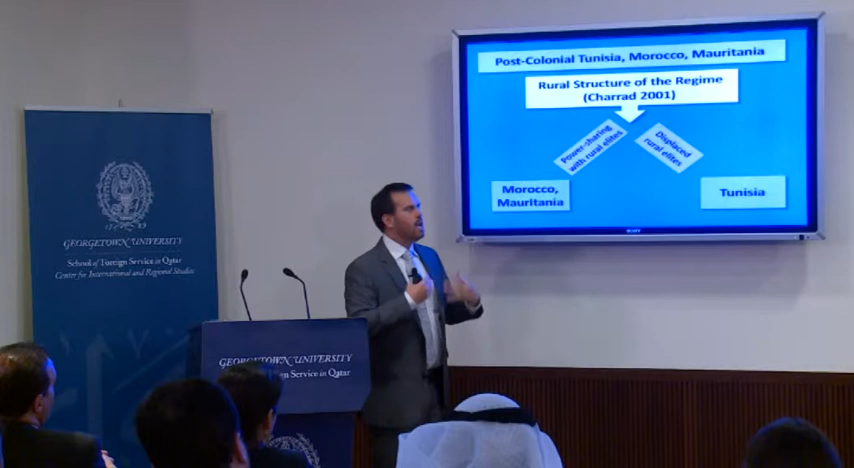 GEORGETOWN UNIVERSITY
School of Foreign Service in Qatar
Center for International and Regional Studies
GEORGETOWN UNIVERSITY
Foreign Service in Qatar
Post-Colonial Tunisia, Morocco, Mauritania
Rural Structure of the Regime
(Charrad 2001)
Power-sharing
with rural elites
Displaced
rural elites
Morocco,
Mauritania
Tunisia
SONY